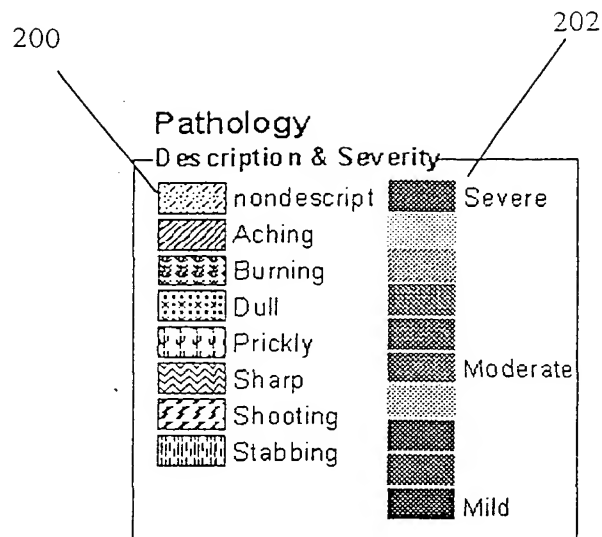 200
202
Pathology
Description & Severity
nondescript
Aching
Burning
Dull
Prickly
Sharp
Shooting
Stabbing
Severe
Moderate
Mild